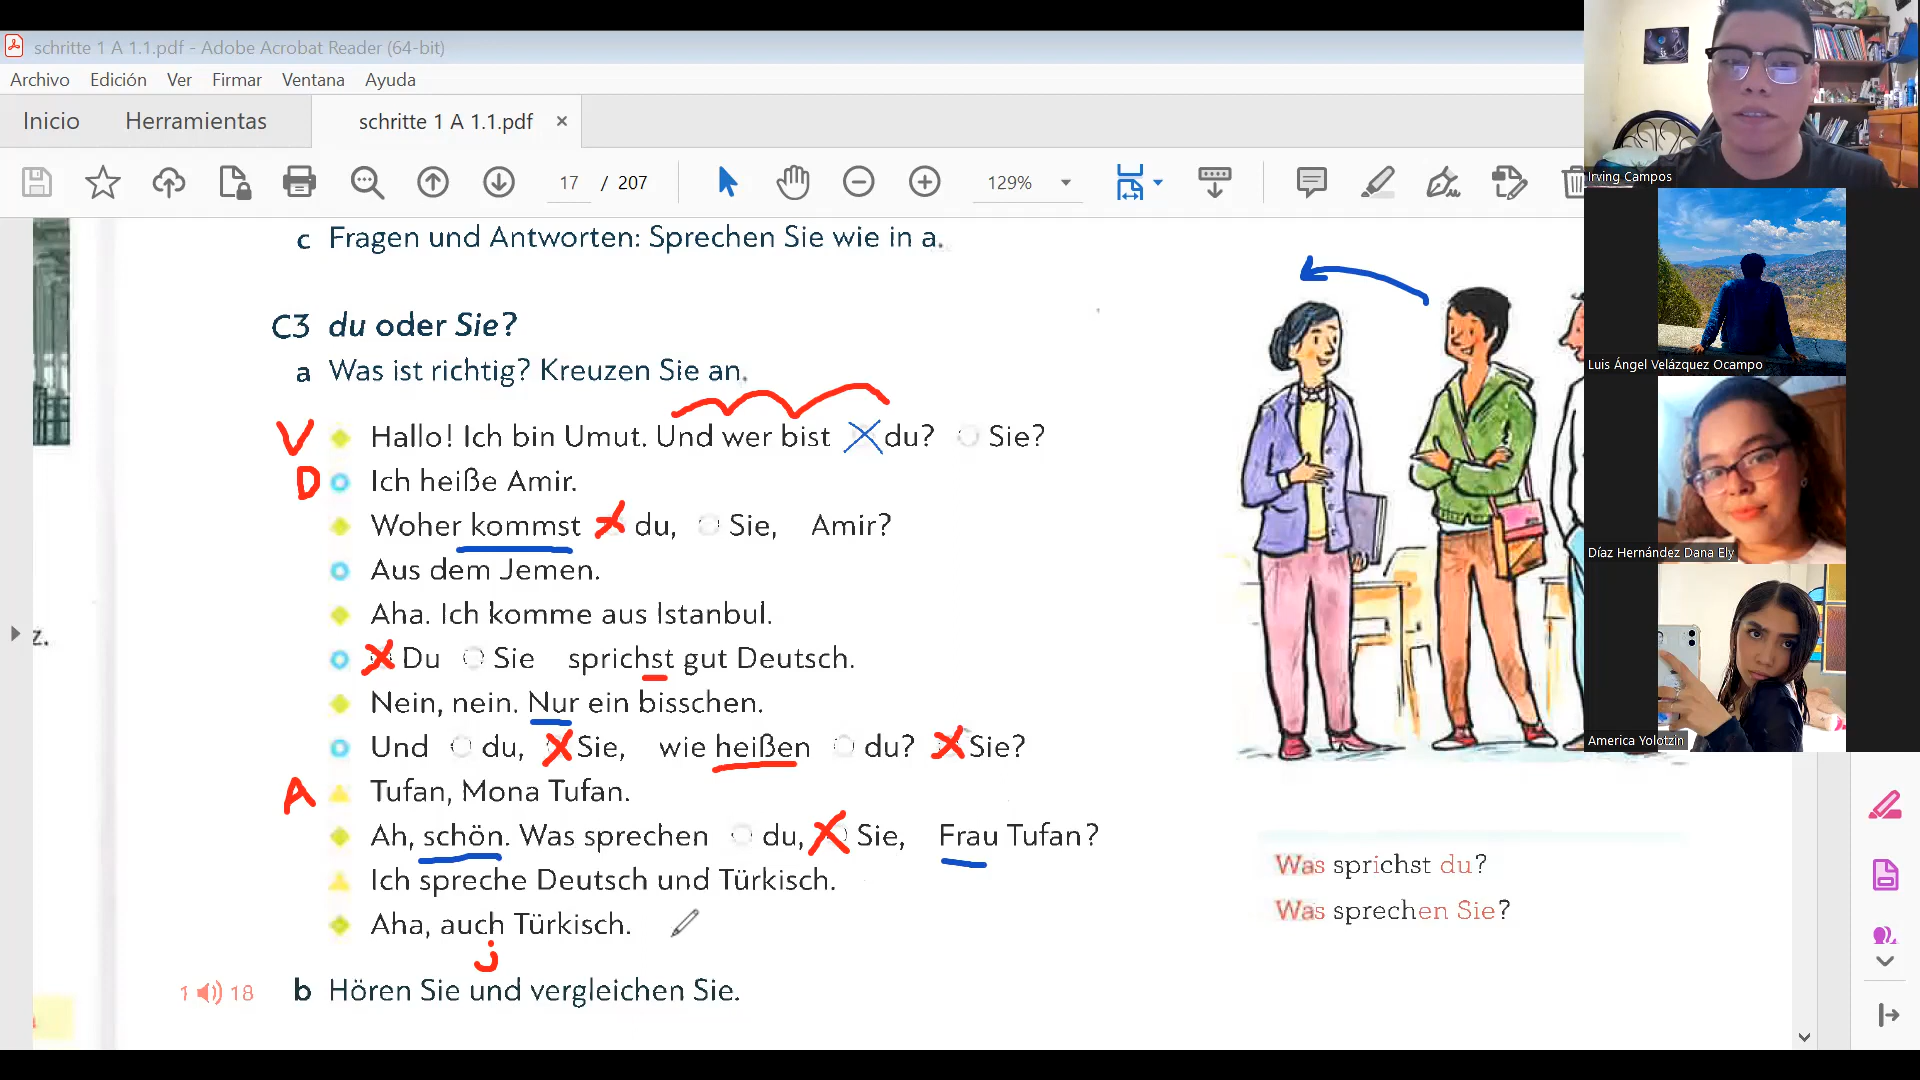 schritte 1 A 1.1.pdf - Adobe Acrobat Reader (64-bit)
Archivo Edición Ver Firmar Ventana Ayuda
Inicio Herramientas schritte 1 A 1.1.pdf ×
17 / 207 129%
c Fragen und Antworten: Sprechen Sie wie in a.
C3 du oder Sie?
a Was ist richtig? Kreuzen Sie an.
V Hallo! Ich bin Umut. Und wer bist du? Sie?
D Ich heiße Amir.
Woher kommst du, Sie, Amir?
Aus dem Jemen.
Aha. Ich komme aus Istanbul.
z.
Du Sie sprichst gut Deutsch.
Nein, nein. Nur ein bisschen.
Und du, Sie, wie heißen du? Sie?
A Tufan, Mona Tufan.
Ah, schön. Was sprechen du, Sie, Frau Tufan?
Ich spreche Deutsch und Türkisch.
Aha, auch Türkisch.
j
1 18 b Hören Sie und vergleichen Sie.
Was sprichst du?
Was sprechen Sie?
Irving Campos
Luis Ángel Velázquez Ocampo
Díaz Hernández Dana Ely
America Yolotzin